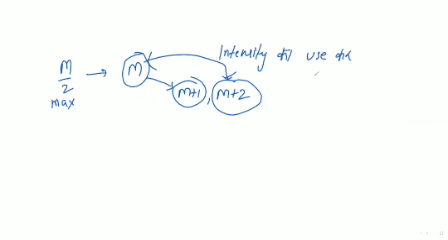 Intensity use
M/2 → M
m+1, m+2
max